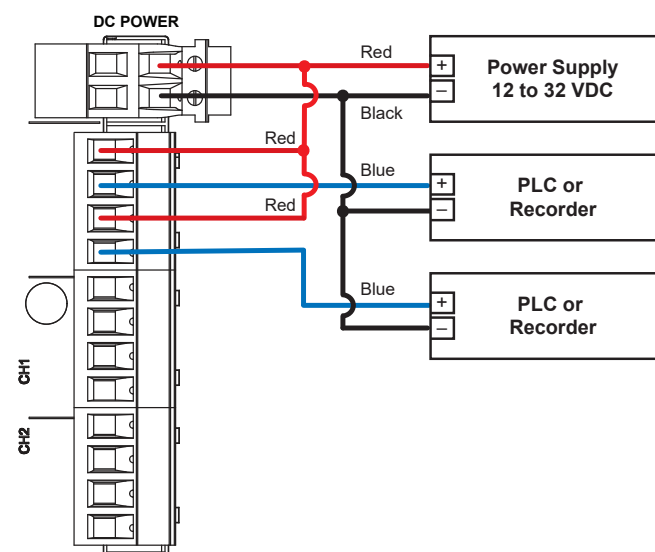 DC POWER
Red
+
Power Supply
12 to 32 VDC
–
Black
Red
Blue
+
PLC or
Recorder
–
Red
Blue
+
PLC or
Recorder
–
CH1
CH2